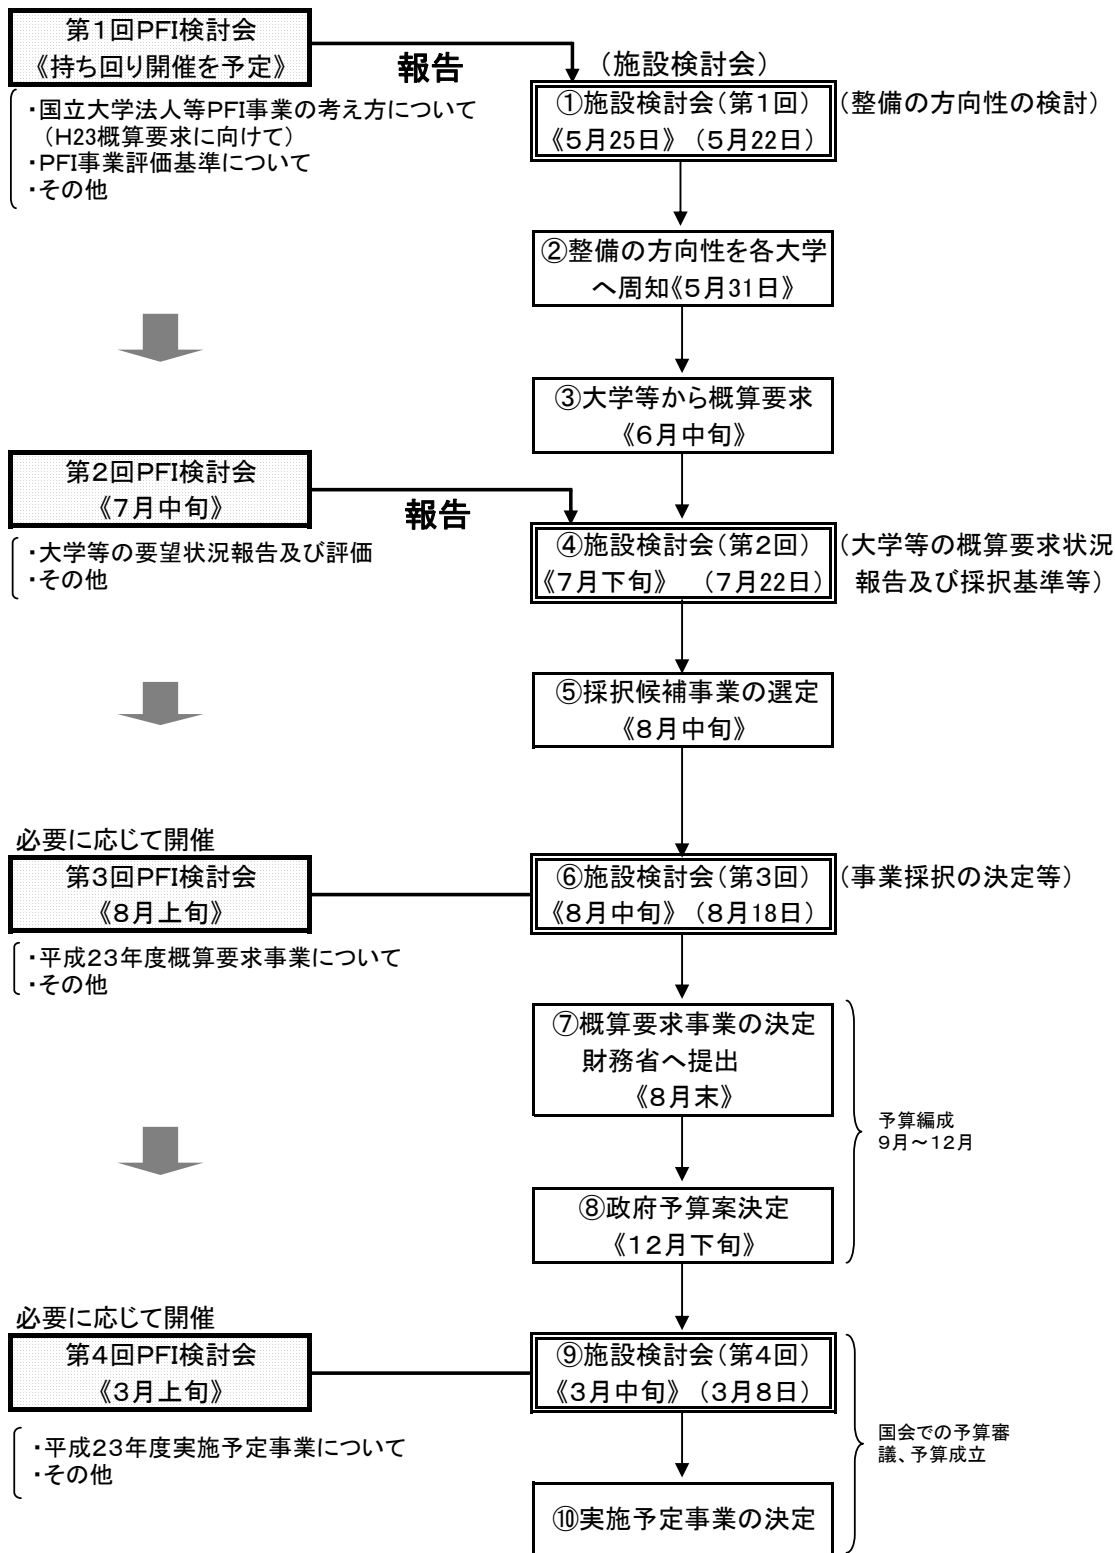 第1回PFI検討会
《持ち回り開催を予定》
報告
・国立大学法人等PFI事業の考え方について
（H23概算要求に向けて）
・PFI事業評価基準について
・その他
（施設検討会）
①施設検討会（第1回）
《5月25日》（5月22日）
（整備の方向性の検討）
②整備の方向性を各大学
へ周知《5月31日》
③大学等から概算要求
《6月中旬》
第2回PFI検討会
《7月中旬》
報告
・大学等の要望状況報告及び評価
・その他
④施設検討会（第2回）
《7月下旬》（7月22日）
（大学等の概算要求状況
報告及び採択基準等）
⑤採択候補事業の選定
《8月中旬》
必要に応じて開催
第3回PFI検討会
《8月上旬》
・平成23年度概算要求事業について
・その他
⑥施設検討会（第3回）
《8月中旬》（8月18日）
（事業採択の決定等）
⑦概算要求事業の決定
財務省へ提出
《8月末》
予算編成
9月～12月
⑧政府予算案決定
《12月下旬》
必要に応じて開催
第4回PFI検討会
《3月上旬》
・平成23年度実施予定事業について
・その他
⑨施設検討会（第4回）
《3月中旬》（3月8日）
国会での予算審
議、予算成立
⑩実施予定事業の決定